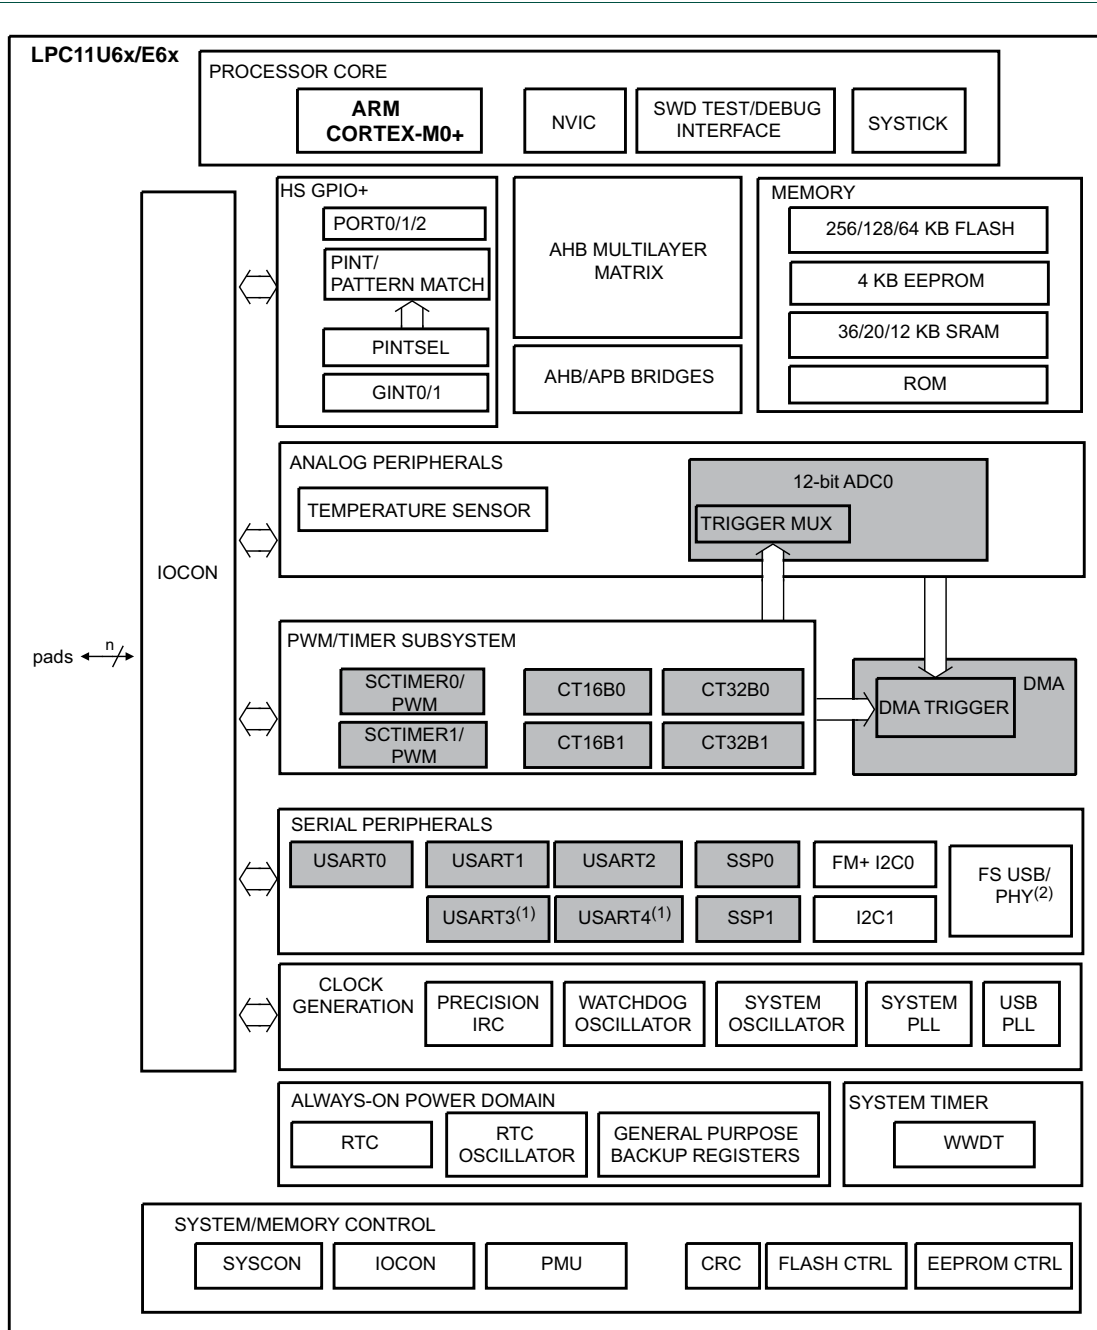 LPC11U6x/E6x
PROCESSOR CORE
ARM
CORTEX-M0+
NVIC
SWD TEST/DEBUG
INTERFACE
SYSTICK
HS GPIO+
PORT0/1/2
PINT/
PATTERN MATCH
PINTSEL
GINT0/1
AHB MULTILAYER
MATRIX
AHB/APB BRIDGES
MEMORY
256/128/64 KB FLASH
4 KB EEPROM
36/20/12 KB SRAM
ROM
IOCON
pads
n
ANALOG PERIPHERALS
TEMPERATURE SENSOR
12-bit ADC0
TRIGGER MUX
PWM/TIMER SUBSYSTEM
SCTIMER0/
PWM
CT16B0
CT32B0
SCTIMER1/
PWM
CT16B1
CT32B1
DMA
DMA TRIGGER
SERIAL PERIPHERALS
USART0
USART1
USART2
SSP0
FM+ I2C0
FS USB/
PHY(2)
USART3(1)
USART4(1)
SSP1
I2C1
CLOCK
GENERATION
PRECISION
IRC
WATCHDOG
OSCILLATOR
SYSTEM
OSCILLATOR
SYSTEM
PLL
USB
PLL
ALWAYS-ON POWER DOMAIN
RTC
RTC
OSCILLATOR
GENERAL PURPOSE
BACKUP REGISTERS
SYSTEM TIMER
WWDT
SYSTEM/MEMORY CONTROL
SYSCON
IOCON
PMU
CRC
FLASH CTRL
EEPROM CTRL